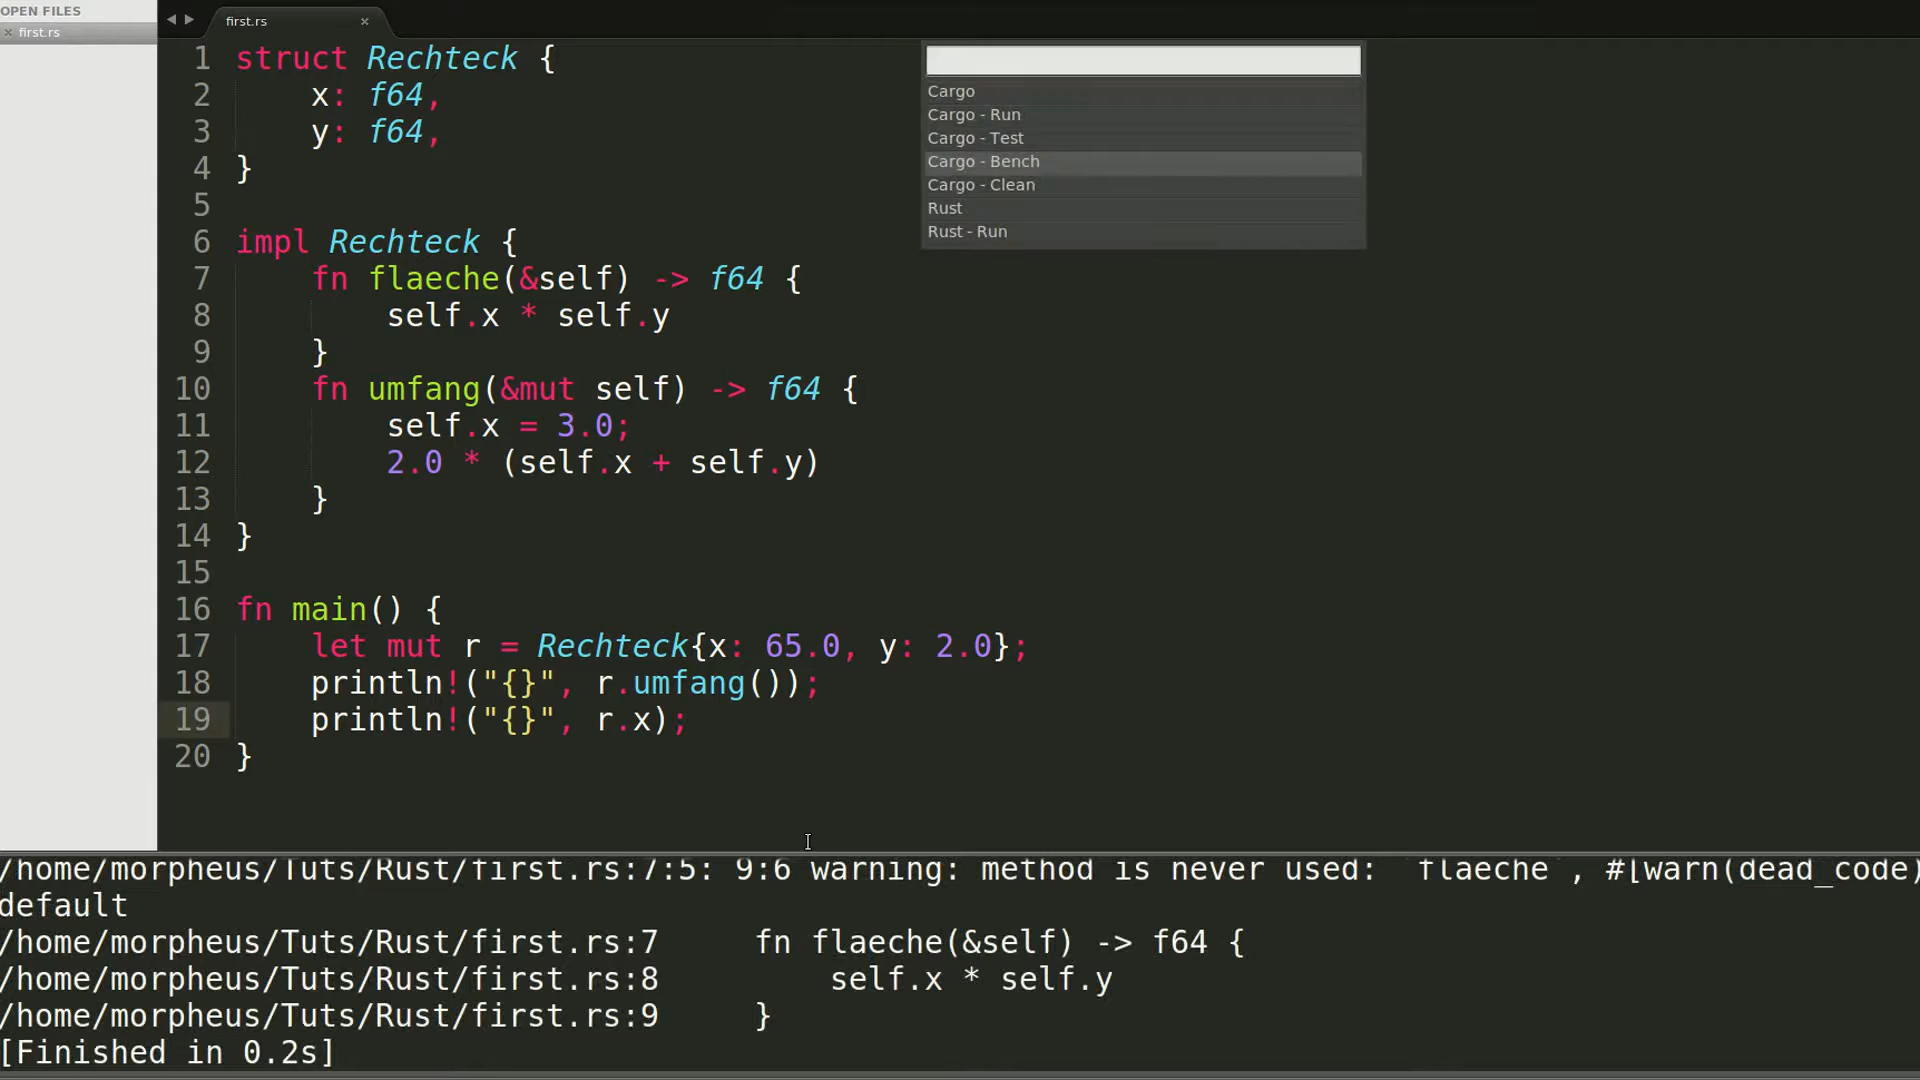 OPEN FILES
first.rs
first.rs
1 struct Rechteck {
2 x: f64,
3 y: f64,
4 }
5
6 impl Rechteck {
7 fn flaeche(&self) -> f64 {
8 self.x * self.y
9 }
10 fn umfang(&mut self) -> f64 {
11 self.x = 3.0;
12 2.0 * (self.x + self.y)
13 }
14 }
15
16 fn main() {
17 let mut r = Rechteck{x: 65.0, y: 2.0};
18 println!("{}", r.umfang());
19 println!("{}", r.x);
20 }
Cargo
Cargo - Run
Cargo - Test
Cargo - Bench
Cargo - Clean
Rust
Rust - Run
/home/morpheus/Tuts/Rust/first.rs:7:5: 9:6 warning: method is never used: `flaeche`, #[warn(dead_code)
default
/home/morpheus/Tuts/Rust/first.rs:7 fn flaeche(&self) -> f64 {
/home/morpheus/Tuts/Rust/first.rs:8 self.x * self.y
/home/morpheus/Tuts/Rust/first.rs:9 }
[Finished in 0.2s]